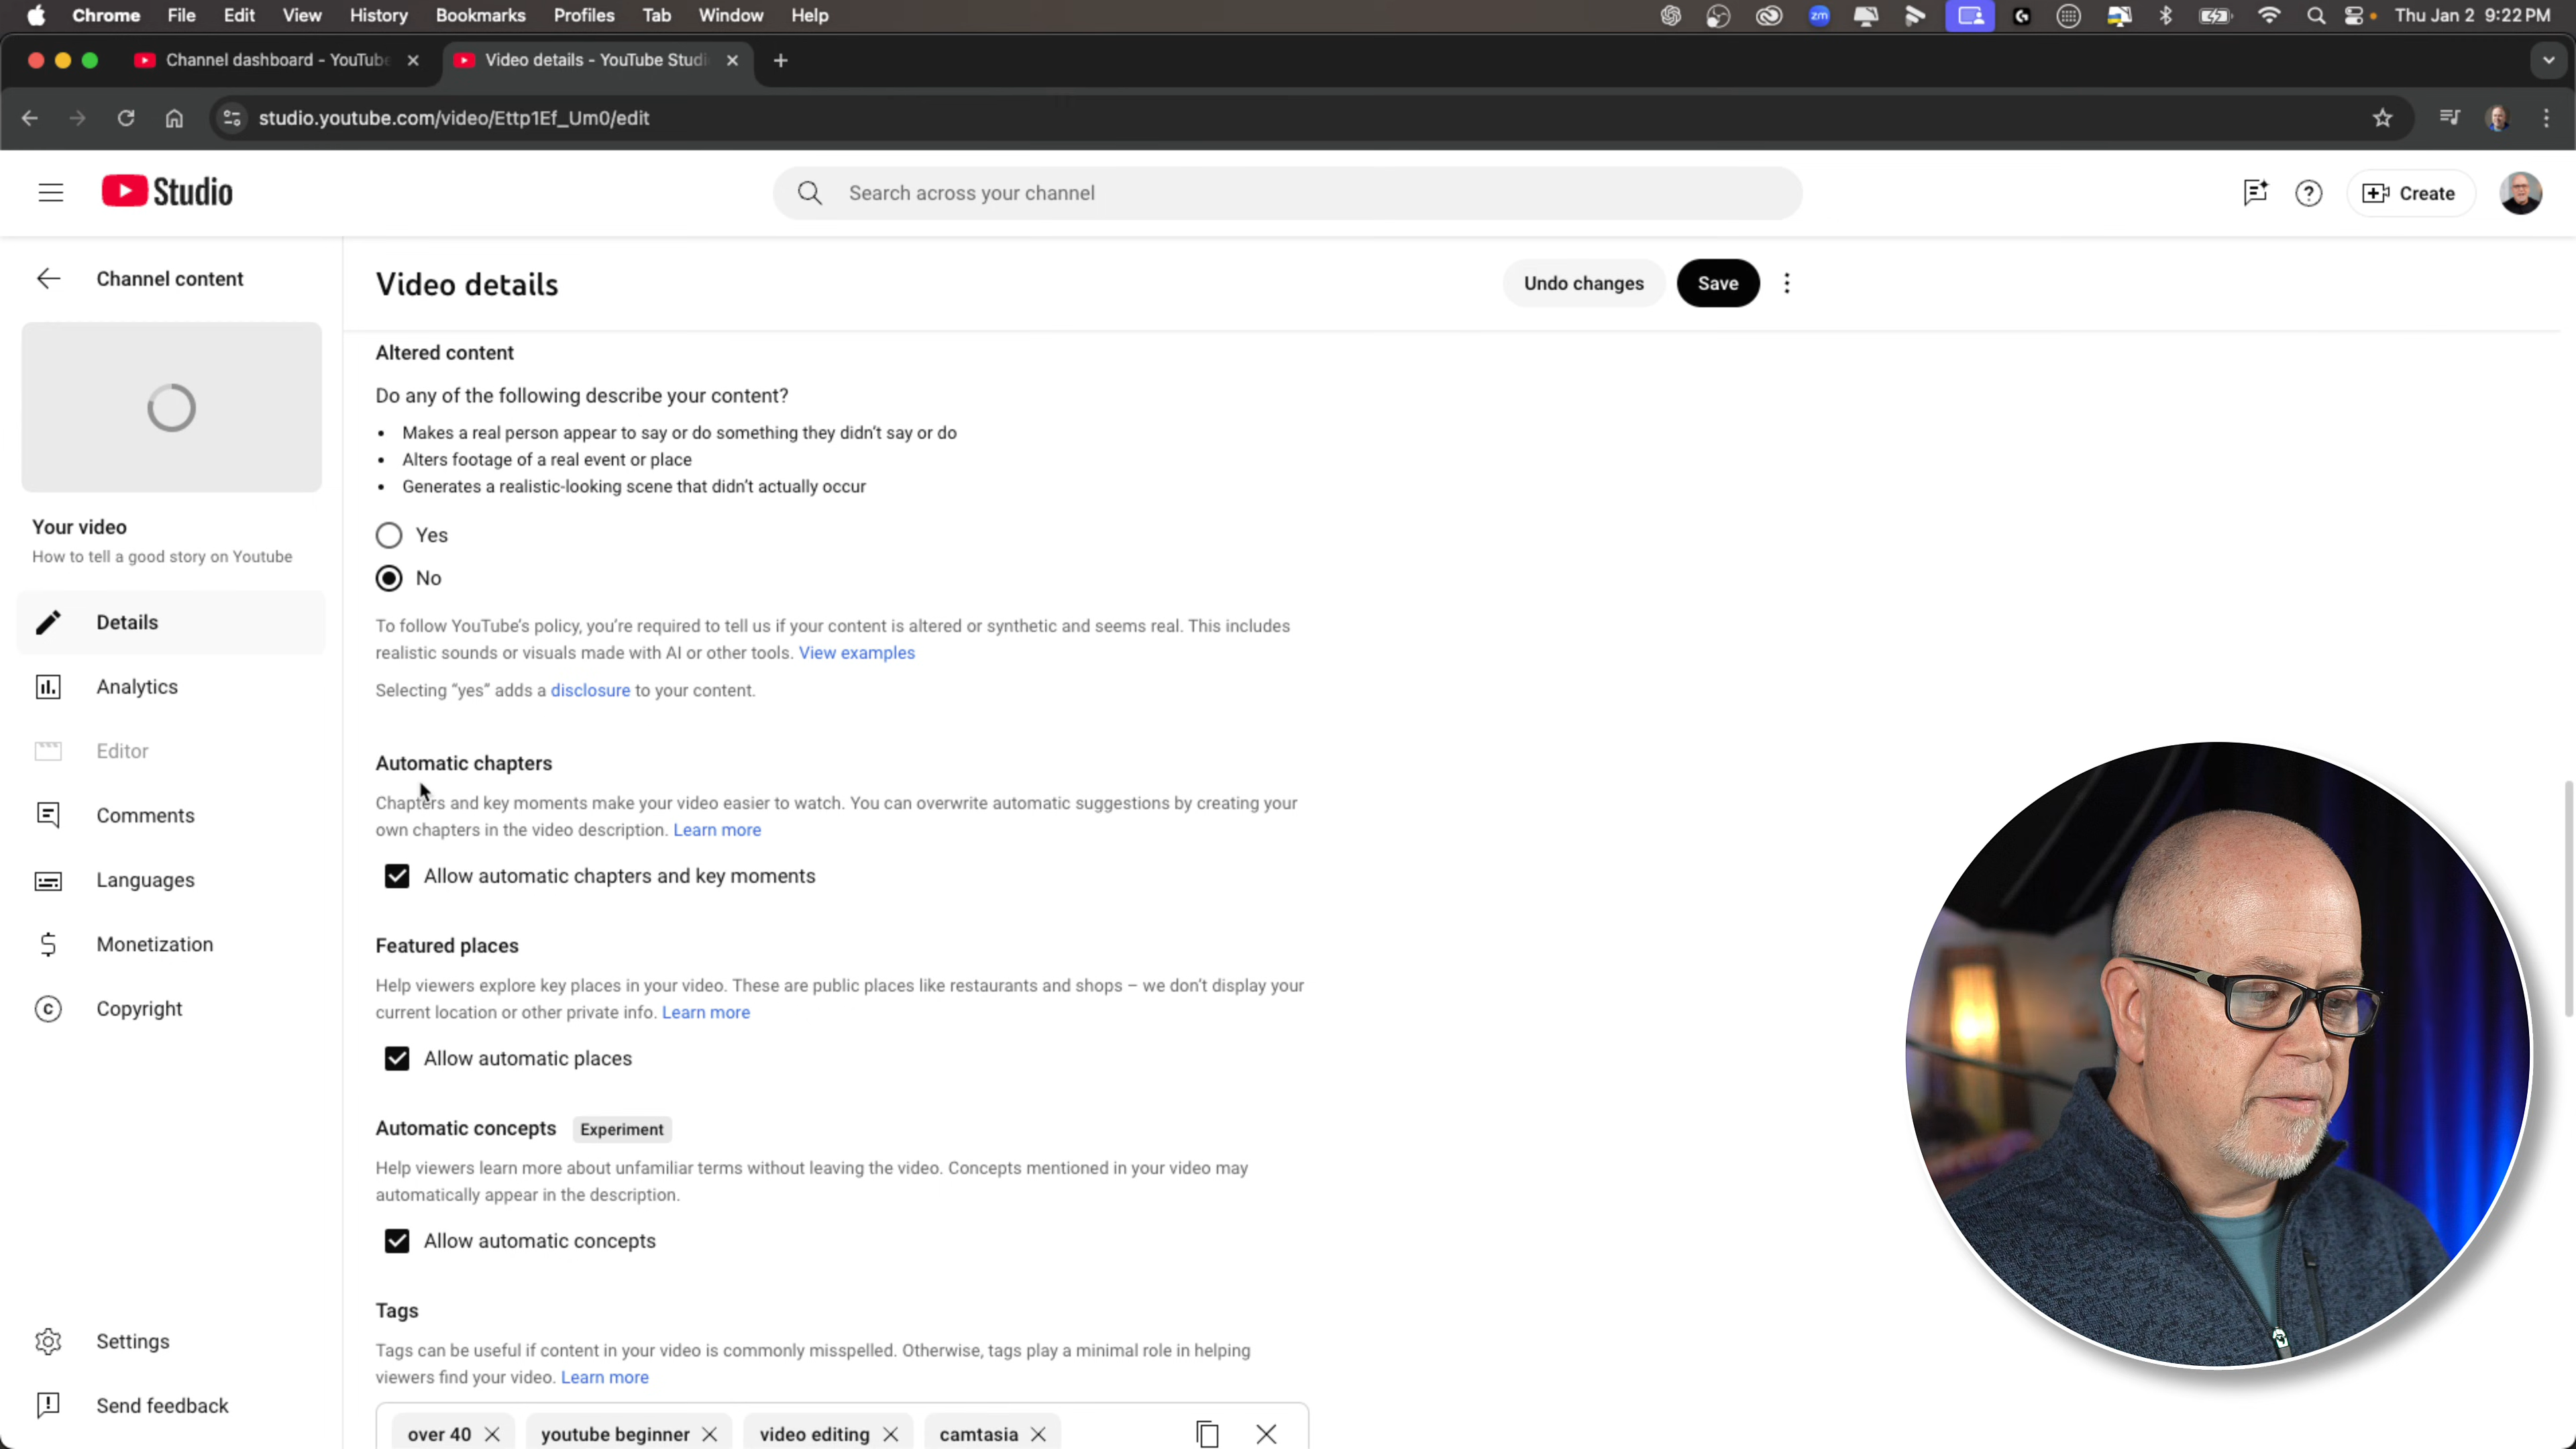 Chrome File Edit View History Bookmarks Profiles Tab Window Help zm Thu Jan 2 9:22 PM
Channel dashboard - YouTube Video details - YouTube Studi
studio.youtube.com/video/Ettp1Ef_Um0/edit
Studio Search across your channel Create
Channel content
Video details Undo changes Save
Altered content
Do any of the following describe your content?
• Makes a real person appear to say or do something they didn't say or do
• Alters footage of a real event or place
• Generates a realistic-looking scene that didn't actually occur
Your video
How to tell a good story on Youtube
Yes
No
Details
To follow YouTube's policy, you're required to tell us if your content is altered or synthetic and seems real. This includes
realistic sounds or visuals made with AI or other tools. View examples
Analytics
Selecting “yes” adds a disclosure to your content.
Editor
Automatic chapters
Chapters and key moments make your video easier to watch. You can overwrite automatic suggestions by creating your
own chapters in the video description. Learn more
Comments
Allow automatic chapters and key moments
Languages
Featured places
Monetization
Help viewers explore key places in your video. These are public places like restaurants and shops – we don't display your
current location or other private info. Learn more
Copyright
Allow automatic places
Automatic concepts Experiment
Help viewers learn more about unfamiliar terms without leaving the video. Concepts mentioned in your video may
automatically appear in the description.
Allow automatic concepts
Tags
Settings
Tags can be useful if content in your video is commonly misspelled. Otherwise, tags play a minimal role in helping
viewers find your video. Learn more
Send feedback
over 40 youtube beginner video editing camtasia